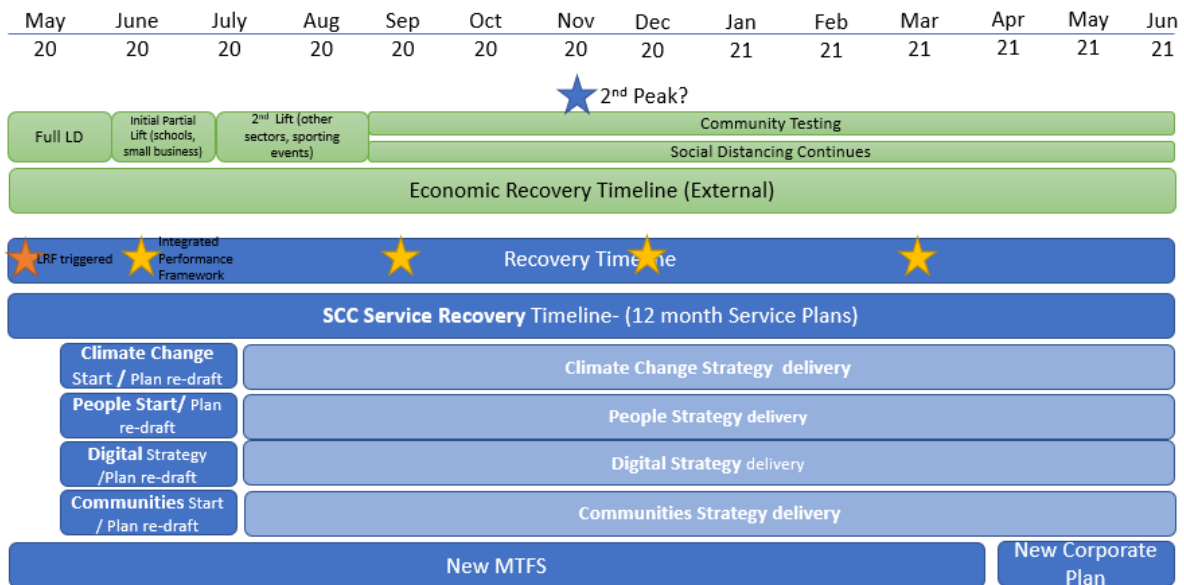 May June July Aug Sep Oct Nov Dec Jan Feb Mar Apr May Jun
20 20 20 20 20 20 20 20 21 21 21 21 21 21
2nd Peak?
Full LD
Initial Partial
Lift (schools,
small business)
2nd Lift (other
sectors, sporting
events)
Community Testing
Social Distancing Continues
Economic Recovery Timeline (External)
LRF triggered
Integrated
Performance
Framework
Recovery Timeline
SCC Service Recovery Timeline- (12 month Service Plans)
Climate Change
Start / Plan re-draft
Climate Change Strategy delivery
People Start/ Plan
re-draft
People Strategy delivery
Digital Strategy
/Plan re-draft
Digital Strategy delivery
Communities Start
/ Plan re-draft
Communities Strategy delivery
New MTFS
New Corporate
Plan